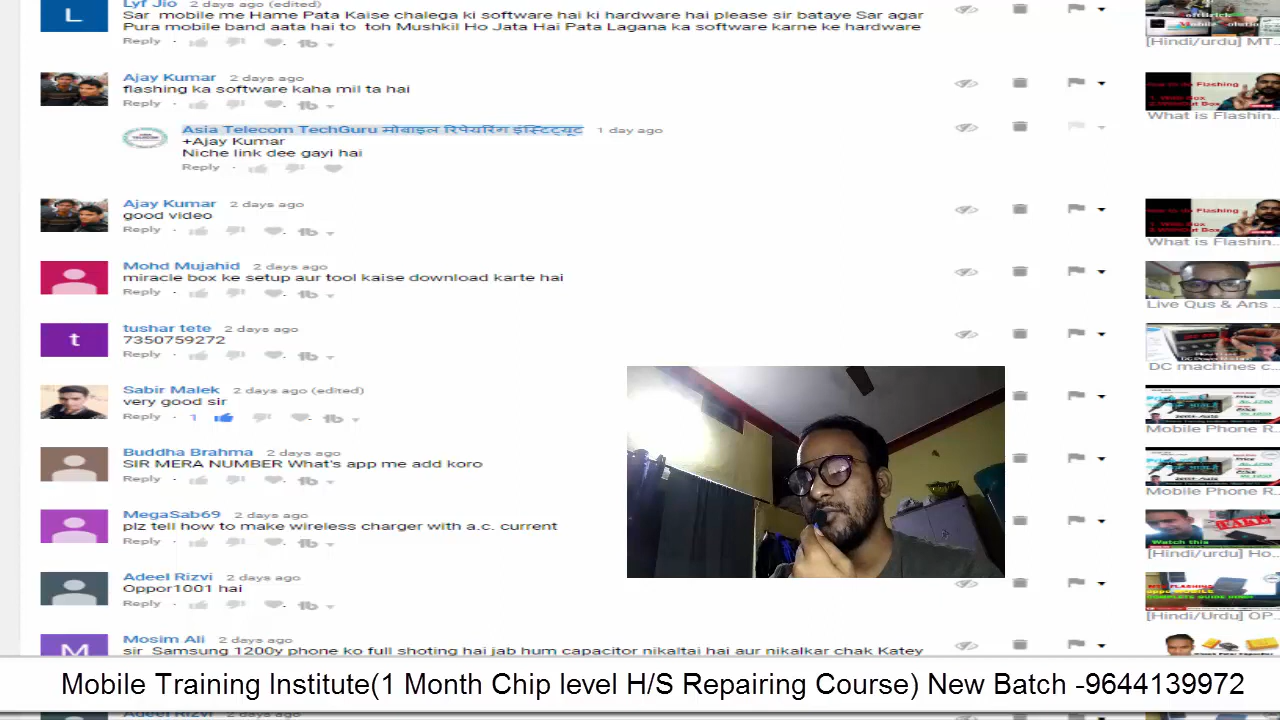 Lyf Jio 2 days ago (edited)
Sar mobile me Hame Pata Kaise chalega ki software hai ki hardware hai please sir bataye Sar agar
Pura mobile band aata hai to toh Mushkil Ho Jata Hai Pata Lagana ka software karne ke hardware
Reply
[Hindi/urdu] MT...
Ajay Kumar 2 days ago
flashing ka software kaha mil ta hai
Reply
What is Flashin...
Asia Telecom TechGuru मोबाइल रिपेयरिंग इंस्टिट्यूट 1 day ago
+Ajay Kumar
Niche link dee gayi hai
Reply
Ajay Kumar 2 days ago
good video
Reply
What is Flashin...
Mohd Mujahid 2 days ago
miracle box ke setup aur tool kaise download karte hai
Reply
Live Qus & Ans ...
tushar tete 2 days ago
7350759272
Reply
DC machines c...
Sabir Malek 2 days ago (edited)
very good sir
Reply 1
Mobile Phone R...
Buddha Brahma 2 days ago
SIR MERA NUMBER What's app me add koro
Reply
Mobile Phone R...
MegaSab69 2 days ago
plz tell how to make wireless charger with a.c. current
Reply
Watch this
[Hindi/urdu] Ho...
Adeel Rizvi 2 days ago
Oppor1001 hai
Reply
[Hindi/Urdu] OP...
Mosim Ali 2 days ago
sir Samsung 1200y phone ko full shoting hai jab hum capacitor nikaltai hai aur nikalkar chak Katey
Mobile Training Institute(1 Month Chip level H/S Repairing Course) New Batch -9644139972
Adeel Rizvi